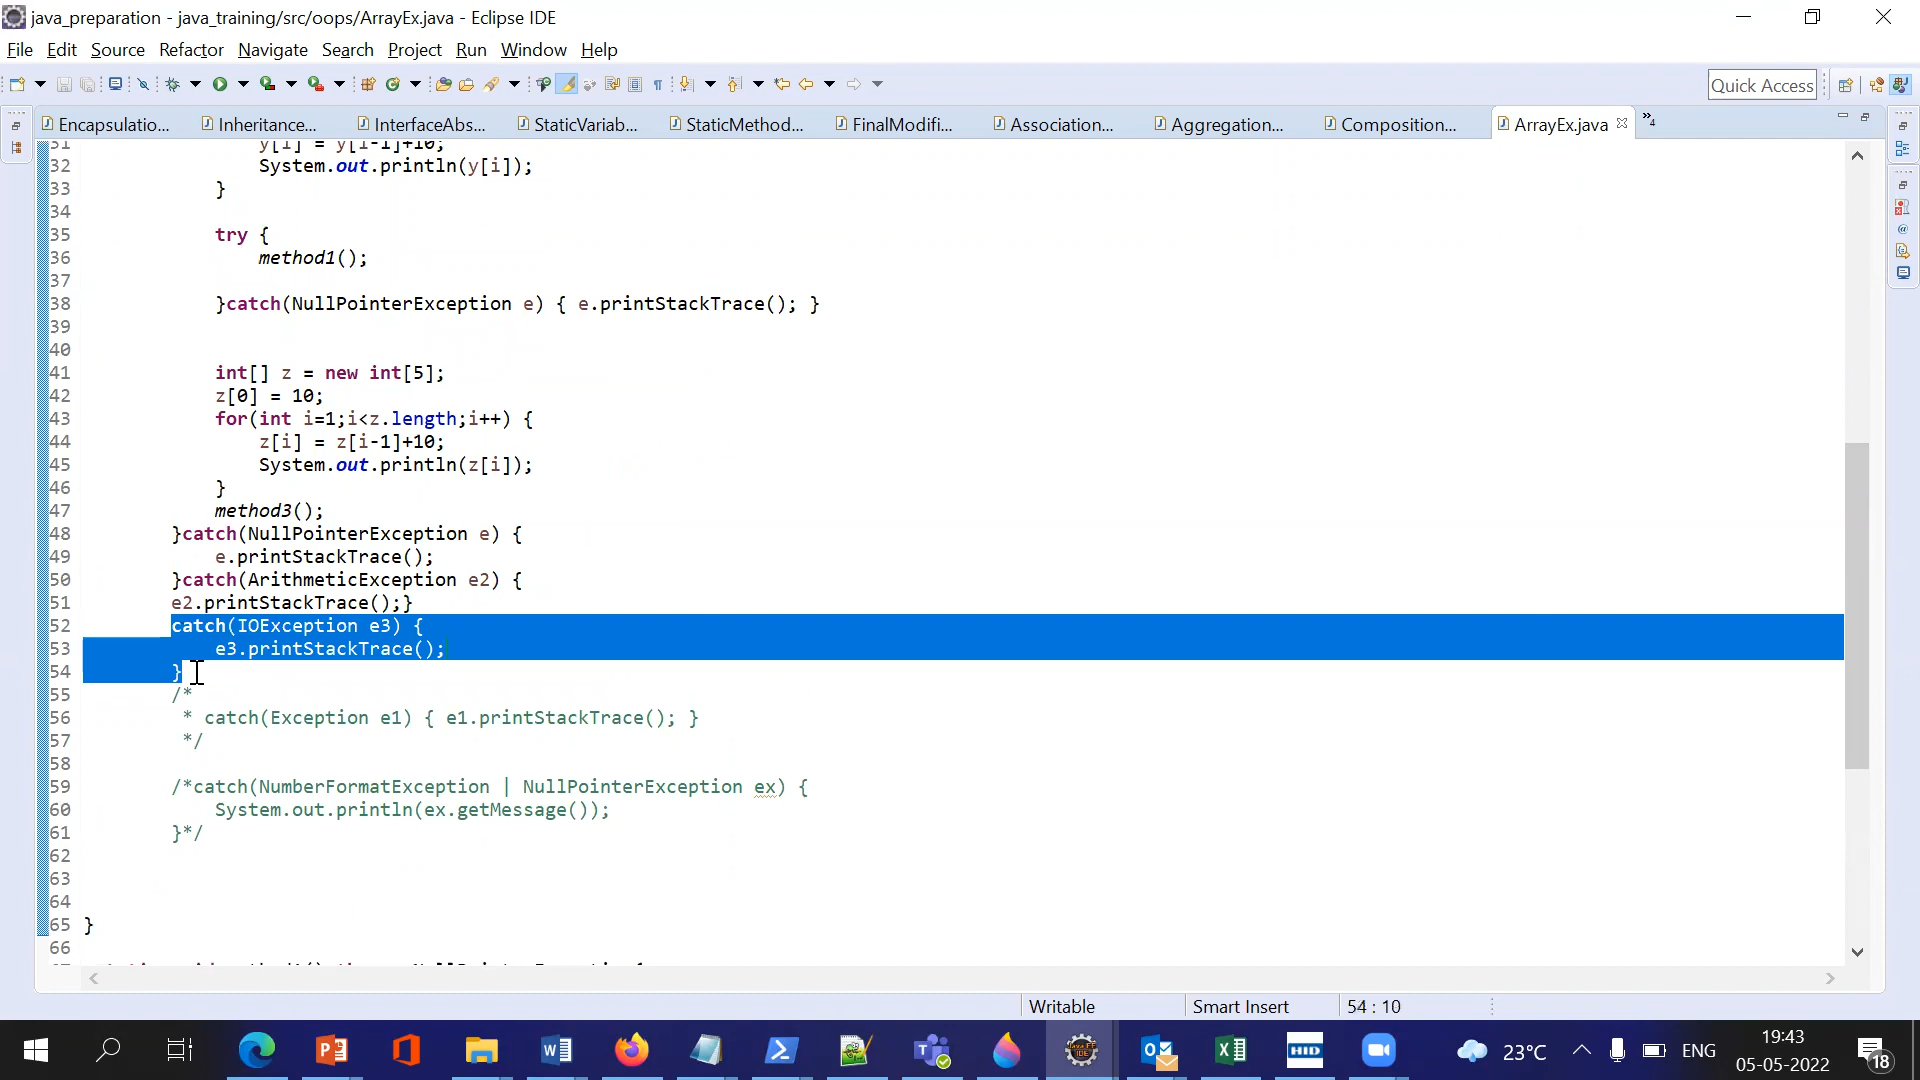 java_preparation - java_training/src/oops/ArrayEx.java - Eclipse IDE
File Edit Source Refactor Navigate Search Project Run Window Help
Quick Access
Encapsulatio... Inheritance... InterfaceAbs... StaticVariab... StaticMethod... FinalModifi... Association... Aggregation... Composition... ArrayEx.java 4
31 y[i] = y[i-1]+10;
32 System.out.println(y[i]);
33 }
34
35 try {
36 method1();
37
38 }catch(NullPointerException e) { e.printStackTrace(); }
39
40
41 int[] z = new int[5];
42 z[0] = 10;
43 for(int i=1;i<z.length;i++) {
44 z[i] = z[i-1]+10;
45 System.out.println(z[i]);
46 }
47 method3();
48 }catch(NullPointerException e) {
49 e.printStackTrace();
50 }catch(ArithmeticException e2) {
51 e2.printStackTrace();}
52 catch(IOException e3) {
53 e3.printStackTrace();
54 }
55 /*
56 * catch(Exception e1) { e1.printStackTrace(); }
57 */
58
59 /*catch(NumberFormatException | NullPointerException ex) {
60 System.out.println(ex.getMessage());
61 }*/
62
63
64
65 }
66
Writable Smart Insert 54 : 10
23°C ENG 19:43
05-05-2022 18
HID